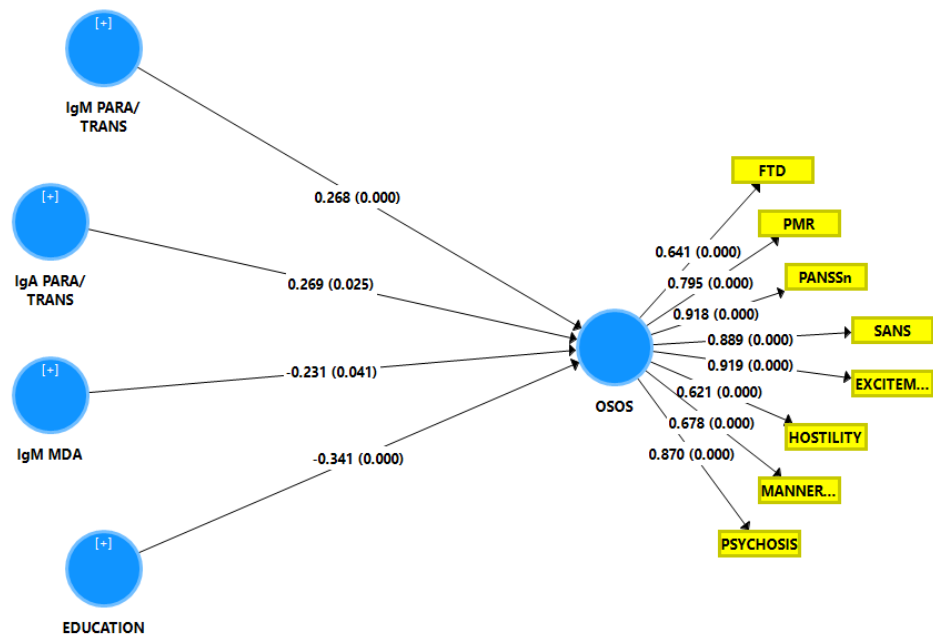 [+]
IgM PARA/
TRANS
[+]
IgA PARA/
TRANS
[+]
IgM MDA
[+]
EDUCATION
0.268 (0.000)
0.269 (0.025)
-0.231 (0.041)
-0.341 (0.000)
OSOS
0.641 (0.000)
0.795 (0.000)
0.918 (0.000)
0.889 (0.000)
0.919 (0.000)
0.621 (0.000)
0.678 (0.000)
0.870 (0.000)
FTD
PMR
PANSSn
SANS
EXCITEM...
HOSTILITY
MANNER...
PSYCHOSIS